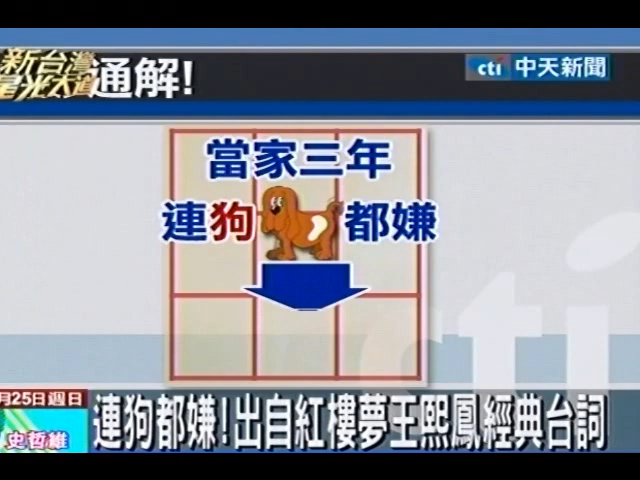 新台灣
星光大道
通解!
cti 中天新聞
當家三年
連狗都嫌
cti
月25日週日
史哲維
連狗都嫌!出自紅樓夢王熙鳳經典台詞